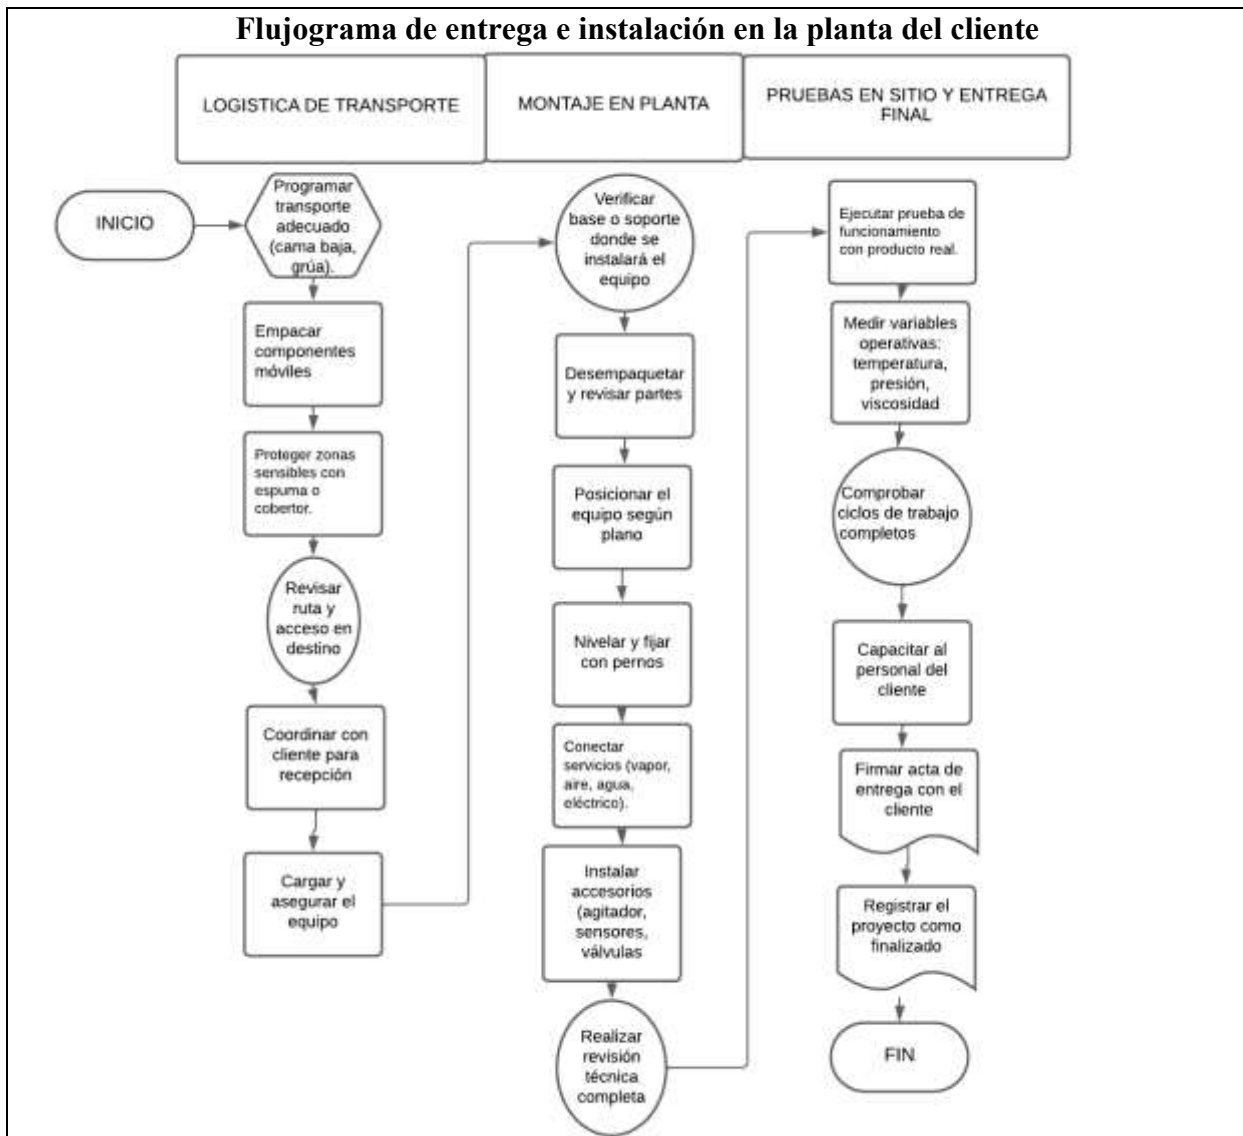 Flujograma de entrega e instalación en la planta del cliente
LOGISTICA DE TRANSPORTE
MONTAJE EN PLANTA
PRUEBAS EN SITIO Y ENTREGA
FINAL
INICIO
Programar
transporte
adecuado
(cama baja,
grúa).
Empacar
componentes
móviles
Proteger zonas
sensibles con
espuma o
cobertor.
Revisar
ruta y
acceso en
destino
Coordinar con
cliente para
recepción
Cargar y
asegurar el
equipo
Verificar
base o soporte
donde se
instalará el
equipo
Desempaquetar
y revisar partes
Posicionar el
equipo según
plano
Nivelar y fijar
con pernos
Conectar
servicios (vapor,
aire, agua,
eléctrico).
Instalar
accesorios
(agitador,
sensores,
válvulas
Realizar
revisión
técnica
completa
Ejecutar prueba de
funcionamiento
con producto real.
Medir variables
operativas:
temperatura,
presión,
viscosidad
Comprobar
ciclos de trabajo
completos
Capacitar al
personal del
cliente
Firmar acta de
entrega con el
cliente
Registrar el
proyecto como
finalizado
FIN